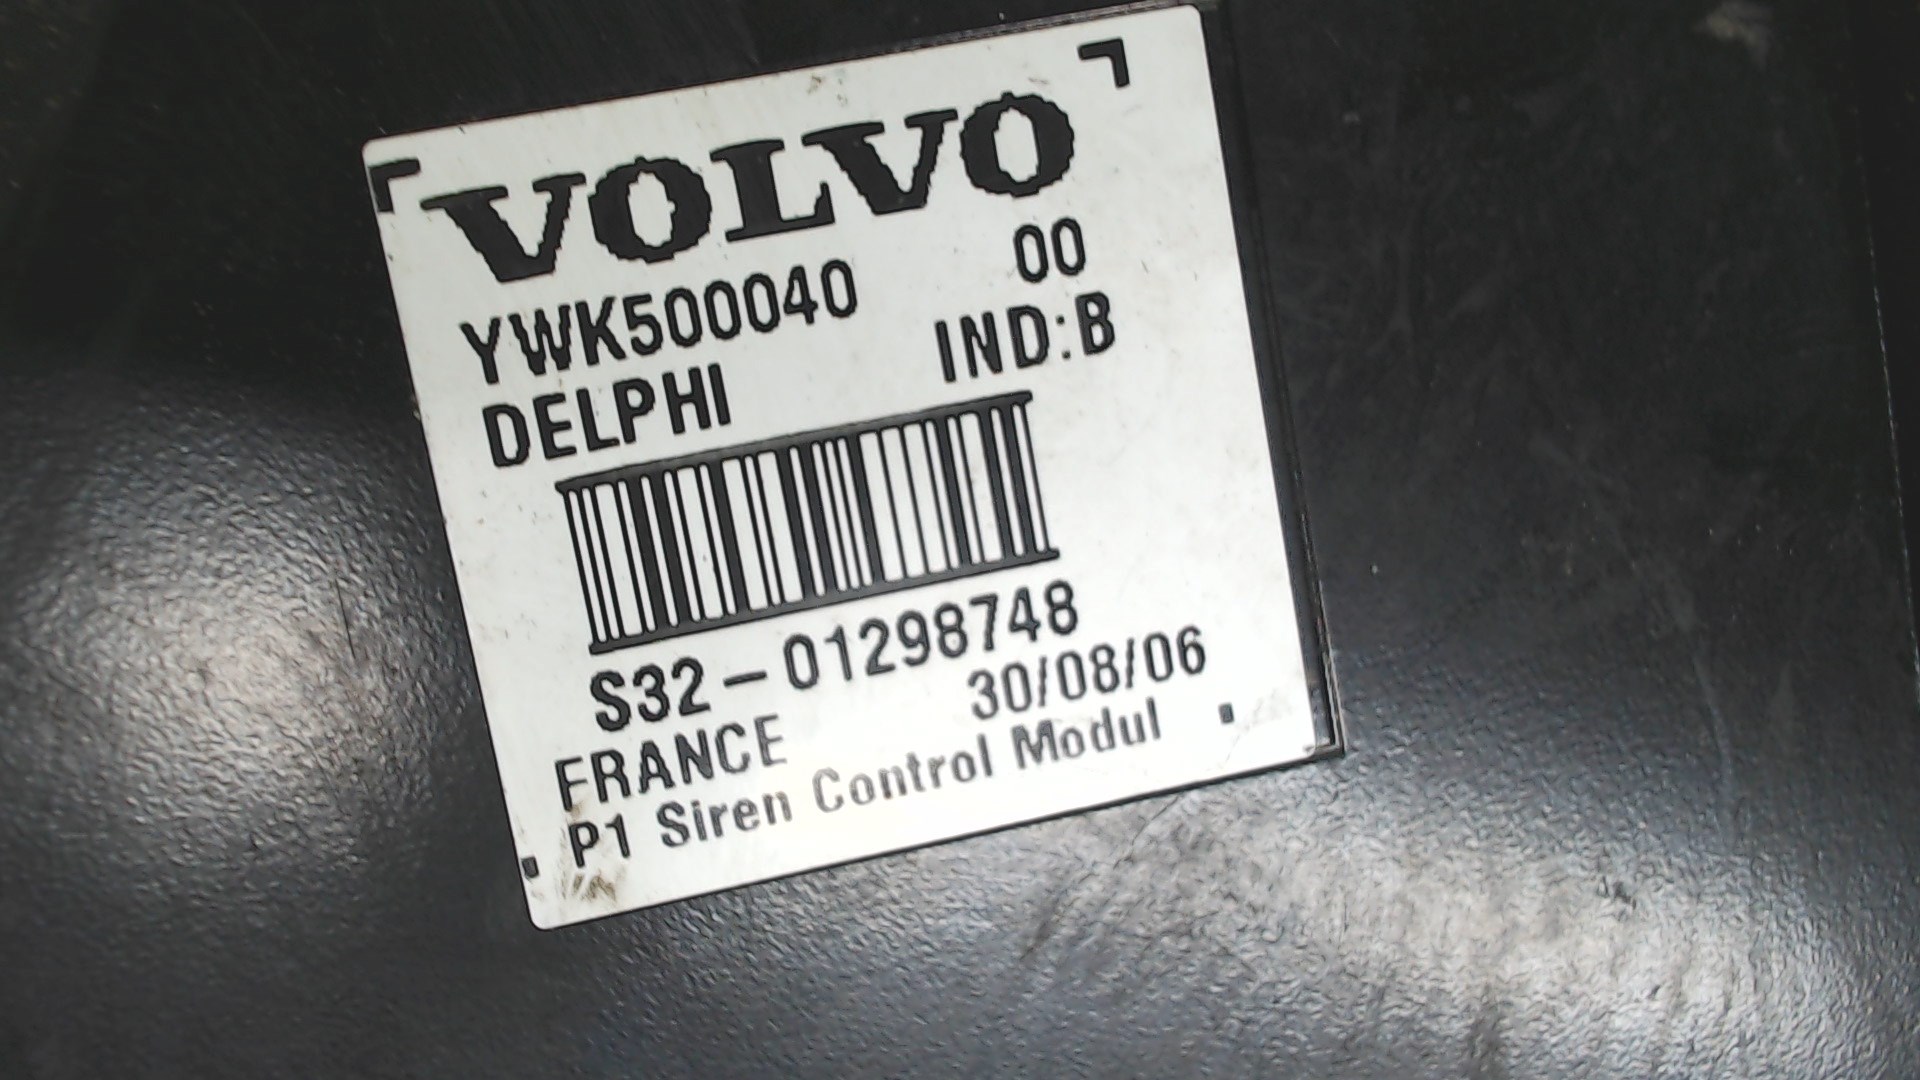 VOLVO
YWK500040 00
DELPHI IND:B
S32-01298748
FRANCE 30/08/06
P1 Siren Control Modul